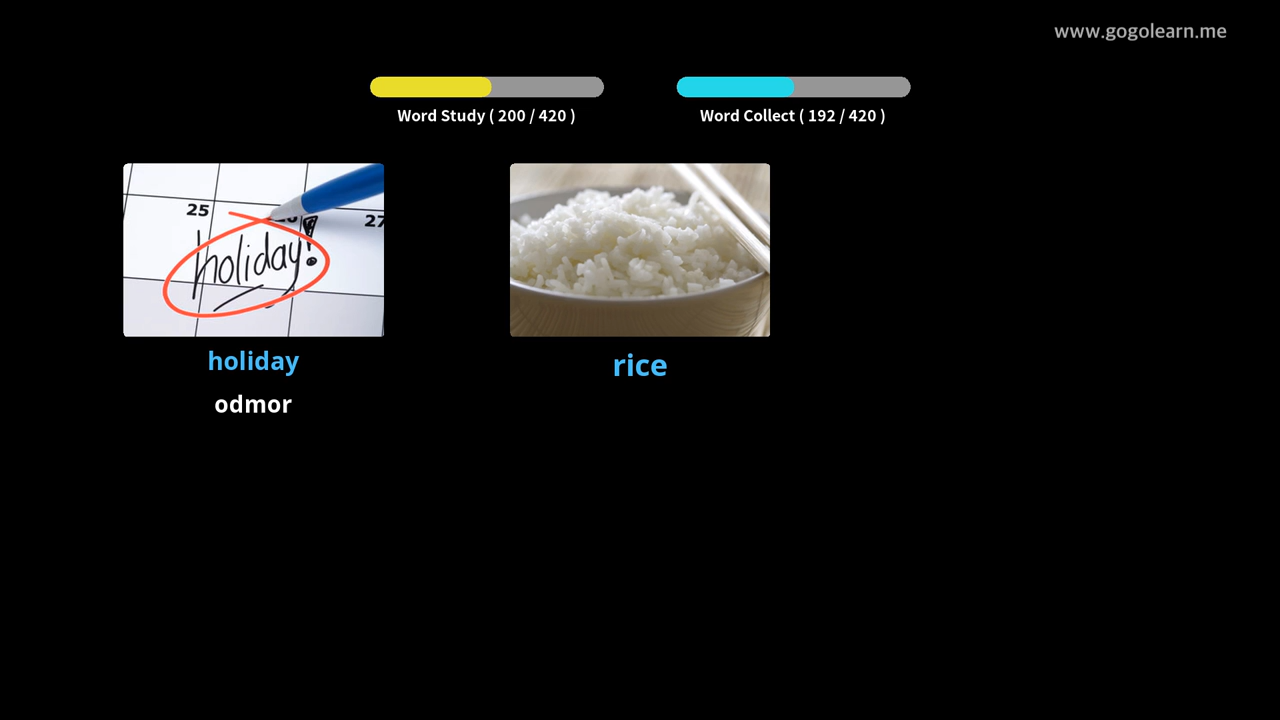 www.gogolearn.me
Word Study ( 200 / 420 )
Word Collect ( 192 / 420 )
25
27
holiday!
holiday
rice
odmor